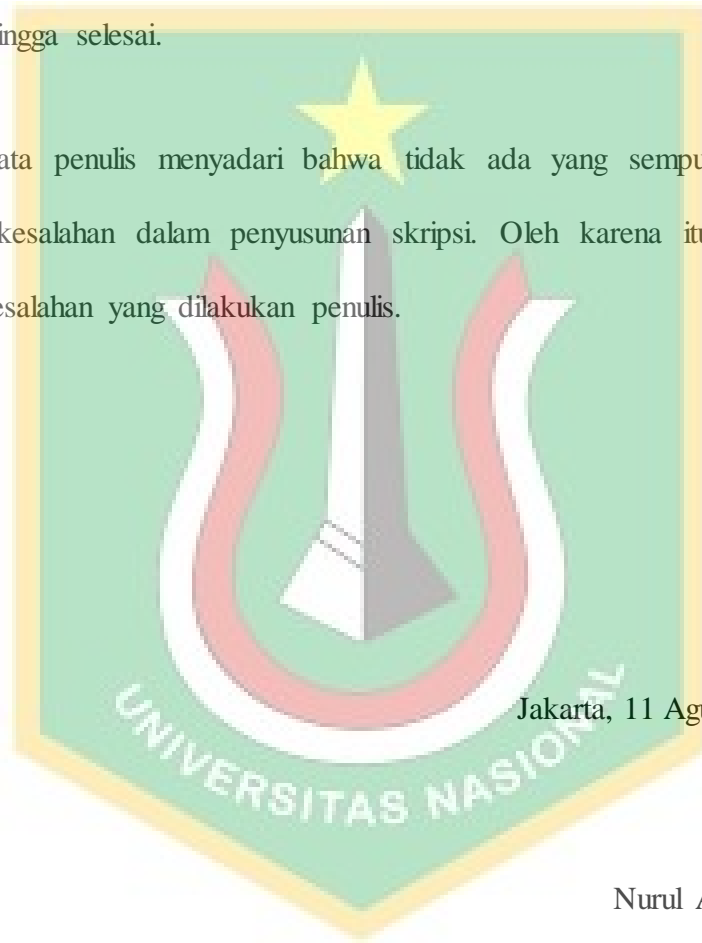 ingga selesai.
ata penulis menyadari bahwa tidak ada yang sempu
kesalahan dalam penyusunan skripsi. Oleh karena itu
esalahan yang dilakukan penulis.
Jakarta, 11 Agu
UNIVERSITAS NASIONAL
Nurul A